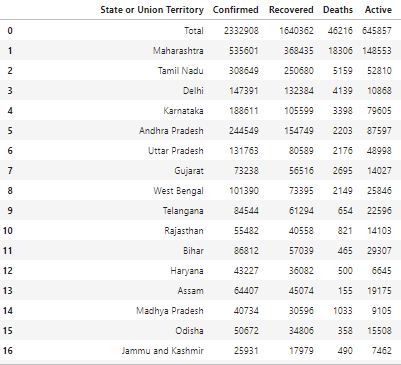 State or Union Territory Confirmed Recovered Deaths Active
0 Total 2332908 1640362 46216 645857
1 Maharashtra 535601 368435 18306 148553
2 Tamil Nadu 308649 250680 5159 52810
3 Delhi 147391 132384 4139 10868
4 Karnataka 188611 105599 3398 79605
5 Andhra Pradesh 244549 154749 2203 87597
6 Uttar Pradesh 131763 80589 2176 48998
7 Gujarat 73238 56516 2695 14027
8 West Bengal 101390 73395 2149 25846
9 Telangana 84544 61294 654 22596
10 Rajasthan 55482 40558 821 14103
11 Bihar 86812 57039 465 29307
12 Haryana 43227 36082 500 6645
13 Assam 64407 45074 155 19175
14 Madhya Pradesh 40734 30596 1033 9105
15 Odisha 50672 34806 358 15508
16 Jammu and Kashmir 25931 17979 490 7462